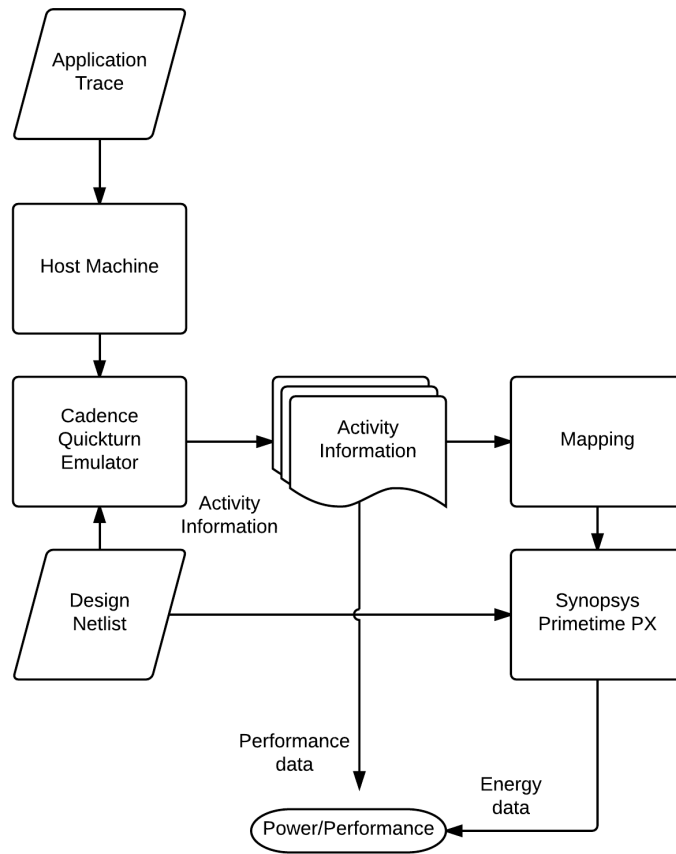 Application
Trace
Host Machine
Cadence
Quickturn
Emulator
Activity
Information
Mapping
Activity
Information
Design
Netlist
Synopsys
Primetime PX
Performance
data
Energy
data
Power/Performance